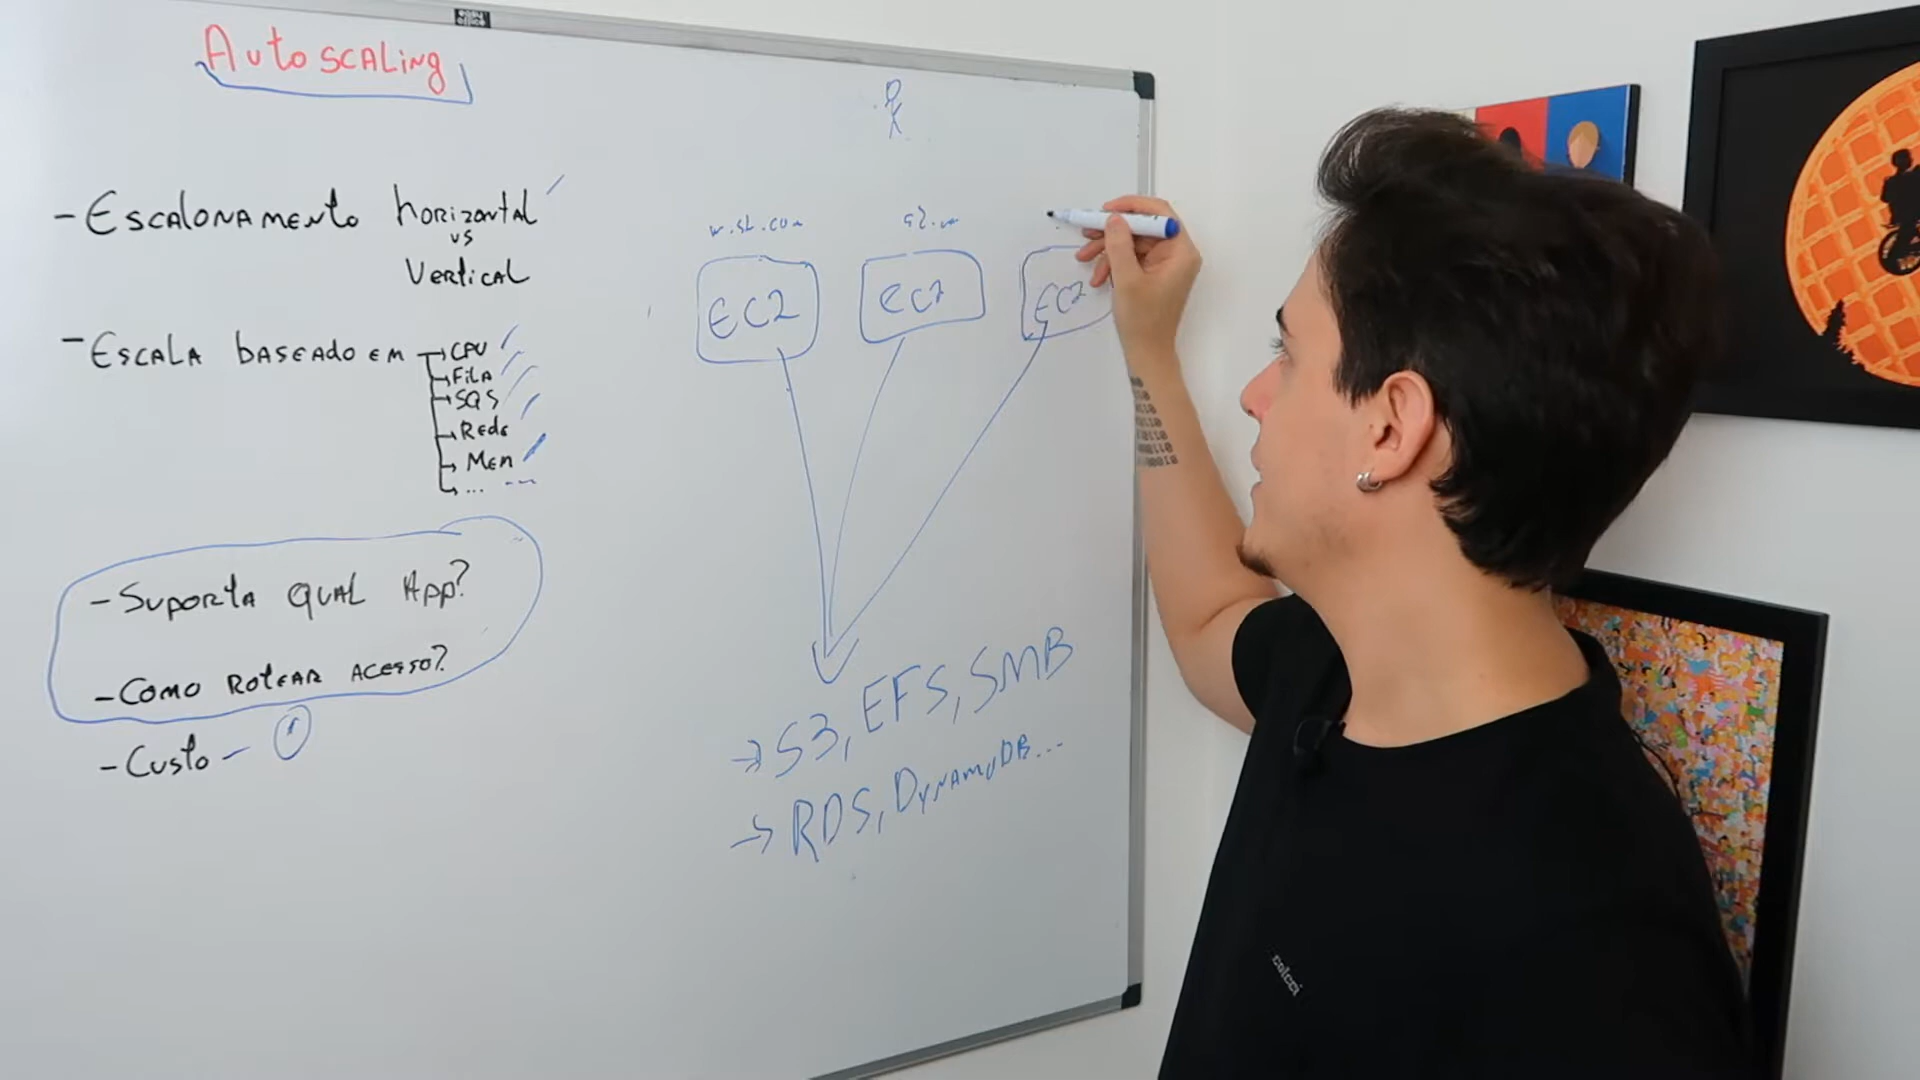 Autoscaling
- Escalonamento horizontal
vs
Vertical
- Escala baseado em → CPU
→ Fila
→ SQS
→ Rede
→ Mem
→ ...
- Suporta qual App?
- Como rotear acesso?
- Custo -
EC2
EC2
EC2
→ S3, EFS, SMB
→ RDS, DynamoDB...
colcci